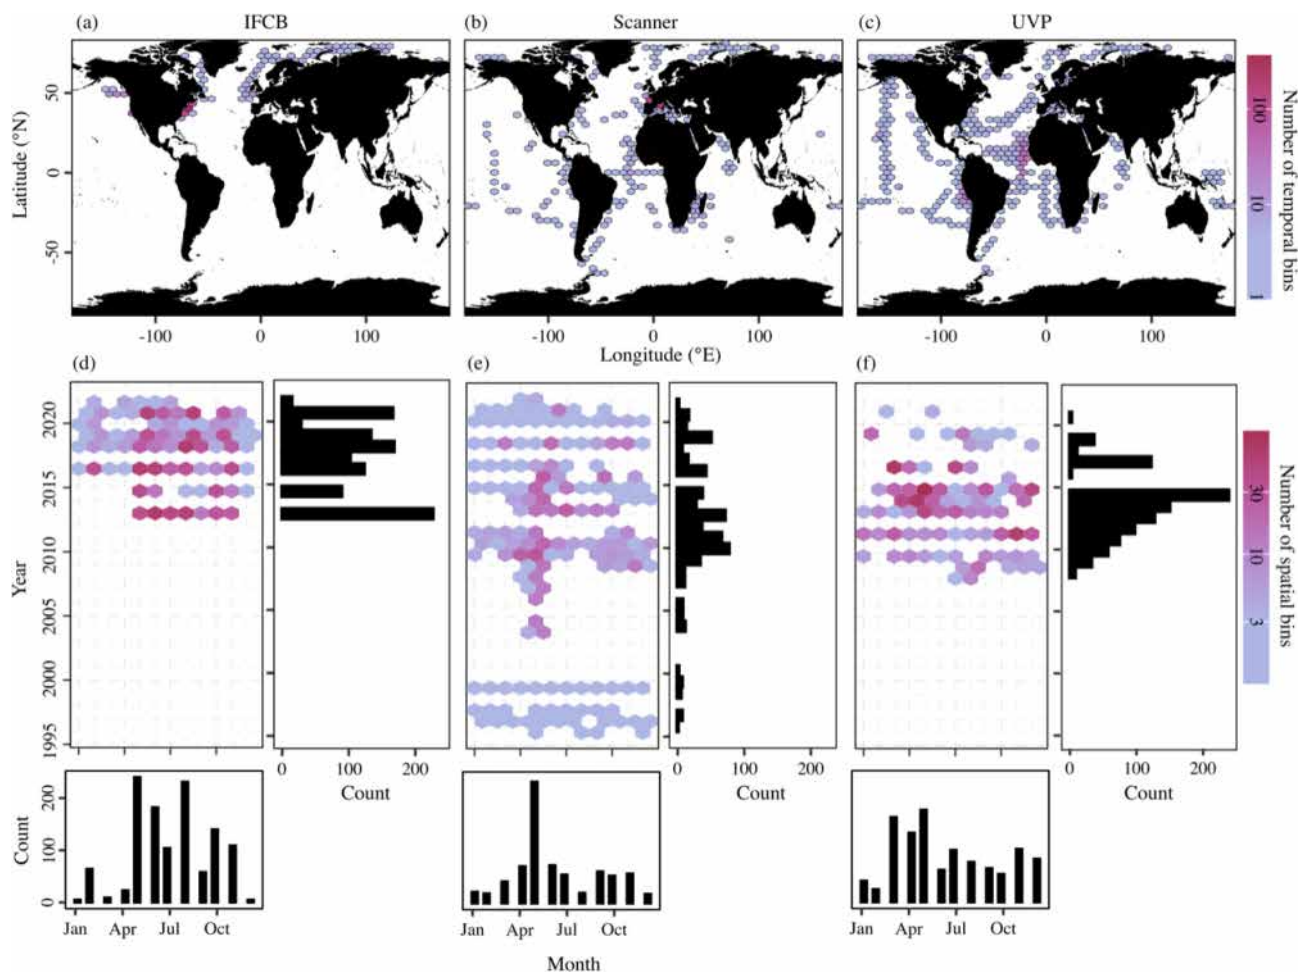 (a) IFCB (b) Scanner (c) UVP
Latitude (°N)
50
0
-50
-100 0 100 -100 0 100 -100 0 100
Longitude (°E)
Number of temporal bins
100
10
1
(d) (e) (f)
Year
2020
2015
2010
2005
2000
1995
0 100 200
Count
0 100 200
Count
0 100 200
Count
Number of spatial bins
30
10
3
Count
200
100
0
Jan Apr Jul Oct Jan Apr Jul Oct Jan Apr Jul Oct
Month